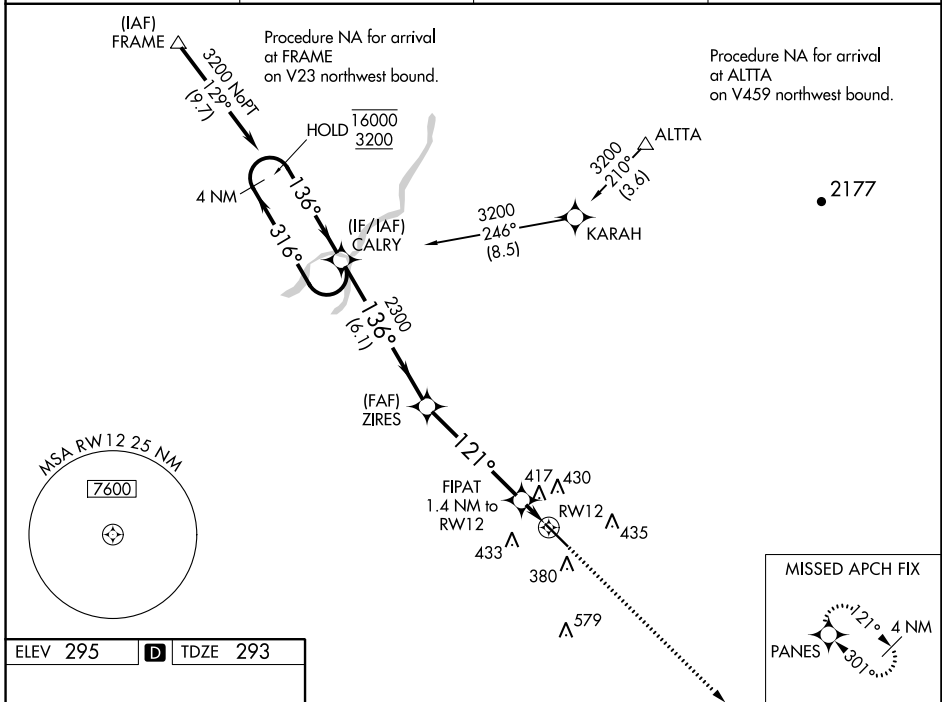 (IAF)
FRAME
3200 NoPT
129°
(9.7)
Procedure NA for arrival
at FRAME
on V23 northwest bound.
Procedure NA for arrival
at ALTTA
on V459 northwest bound.
HOLD 16000
3200
4 NM
136°
316°
(IF/IAF)
CALRY
ALTTA
3200
210°
(3.6)
3200
246°
(8.5)
KARAH
2177
2300
136°
(6.1)
(FAF)
ZIRES
121°
FIPAT
1.4 NM to
RW12
417
430
RW12
435
433
380
579
MSA RW12 25 NM
7600
MISSED APCH FIX
121°
4 NM
PANES
301°
ELEV 295 D TDZE 293